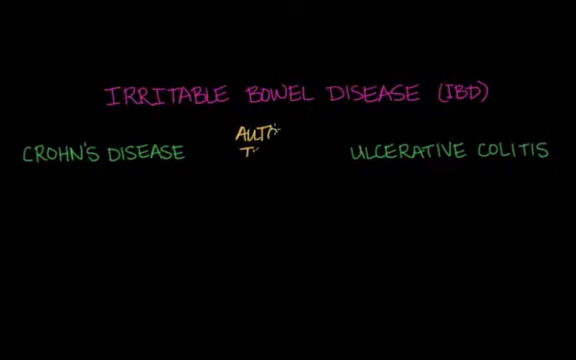 IRRITABLE BOWEL DISEASE (IBD)
CROHN'S DISEASE
ULCERATIVE COLITIS